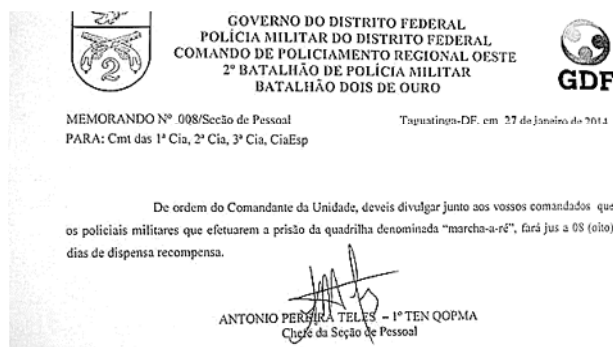 GOVERNO DO DISTRITO FEDERAL
POLÍCIA MILITAR DO DISTRITO FEDERAL
COMANDO DE POLICIAMENTO REGIONAL OESTE
2º BATALHÃO DE POLÍCIA MILITAR
BATALHÃO DOIS DE OURO
2
GDF
MEMORANDO Nº 008/Secão de Pessoal Taguatinga-DF, em 27 de janeiro de 2014
PARA: Cmt das 1ª Cia, 2ª Cia, 3ª Cia, CiaEsp
De ordem do Comandante da Unidade, deveis divulgar junto aos vossos comandados que
os policiais militares que efetuarem a prisão da quadrilha denominada “marcha-a-ré”, fará jus a 08 (oito)
dias de dispensa recompensa.
ANTONIO PEREIRA TELES – 1º TEN QOPMA
Chefe da Seção de Pessoal